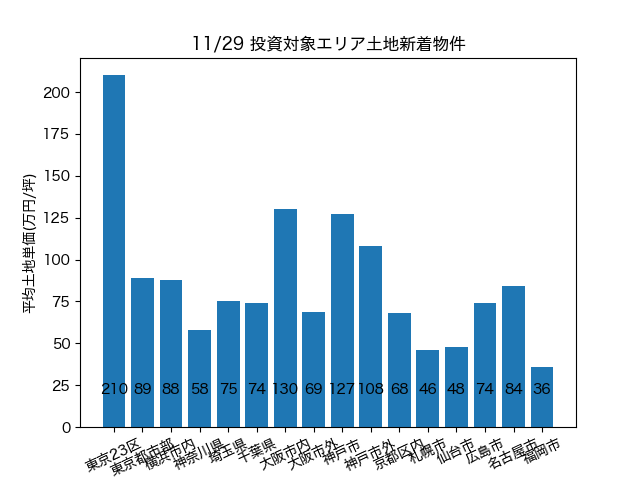 11/29 投資対象エリア土地新着物件
平均土地単価(万円/坪)
200
175
150
125
100
75
50
25
0
210 89 88 58 75 74 130 69 127 108 68 46 48 74 84 36
東京23区
東京都市部
横浜市内
神奈川県
埼玉県
千葉県
大阪市内
大阪市外
神戸市
神戸市外
京都区内
札幌市
仙台市
広島市
名古屋市
福岡市